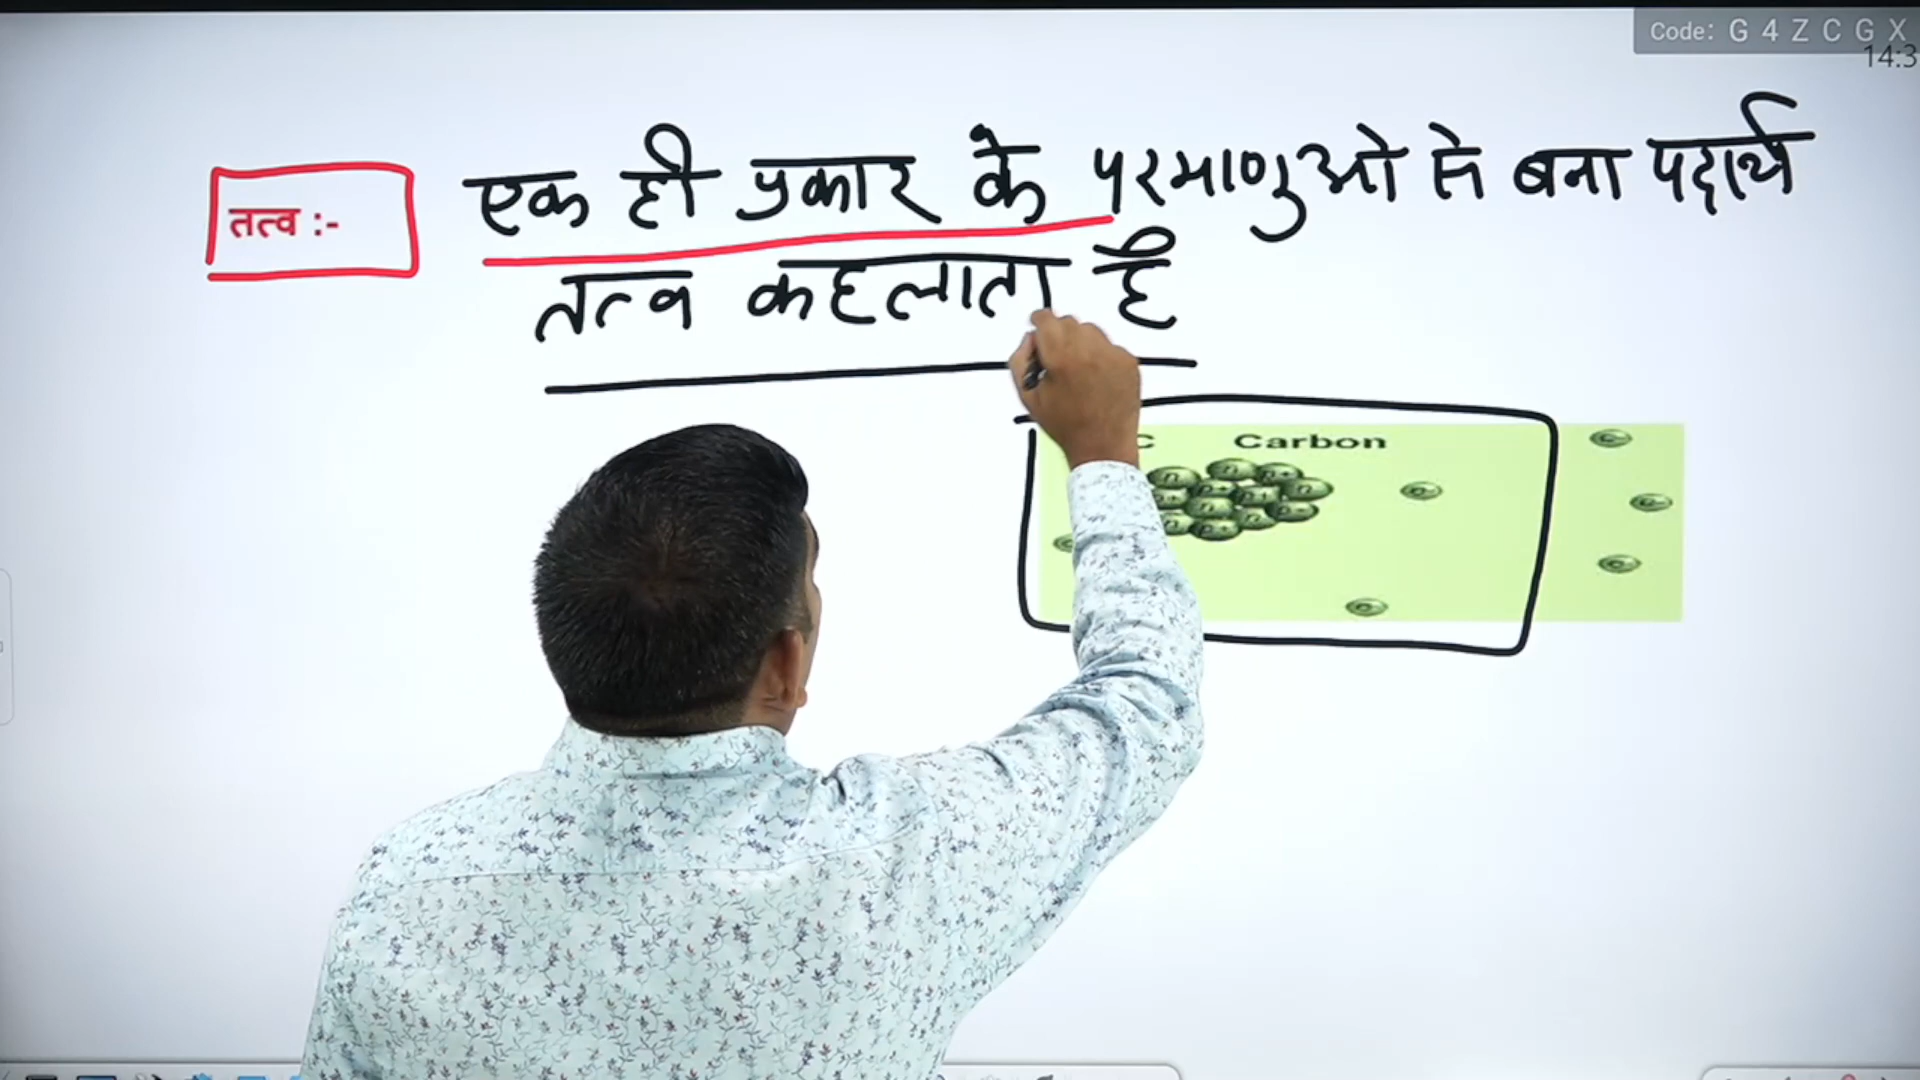 Code: G 4 Z C G X
14:3
तत्व :- एक ही प्रकार के परमाणुओ से बना पदार्थ
तत्व कहलाता है
C Carbon